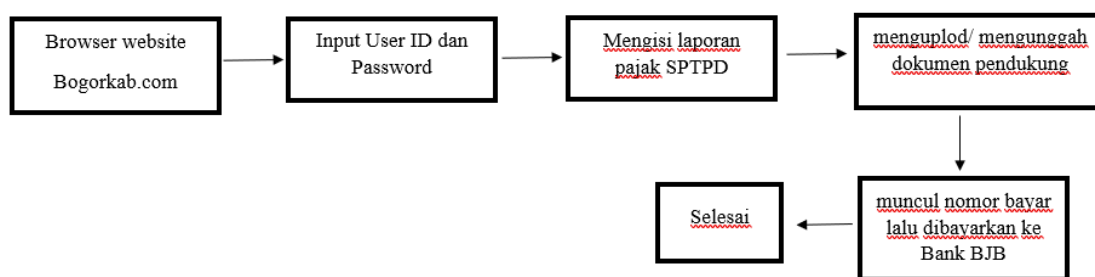 Browser website
Bogorkab.com
Input User ID dan
Password
Mengisi laporan
pajak SPTPD
menguplod/ mengunggah
dokumen pendukung
muncul nomor bayar
lalu dibayarkan ke
Bank BJB
Selesai